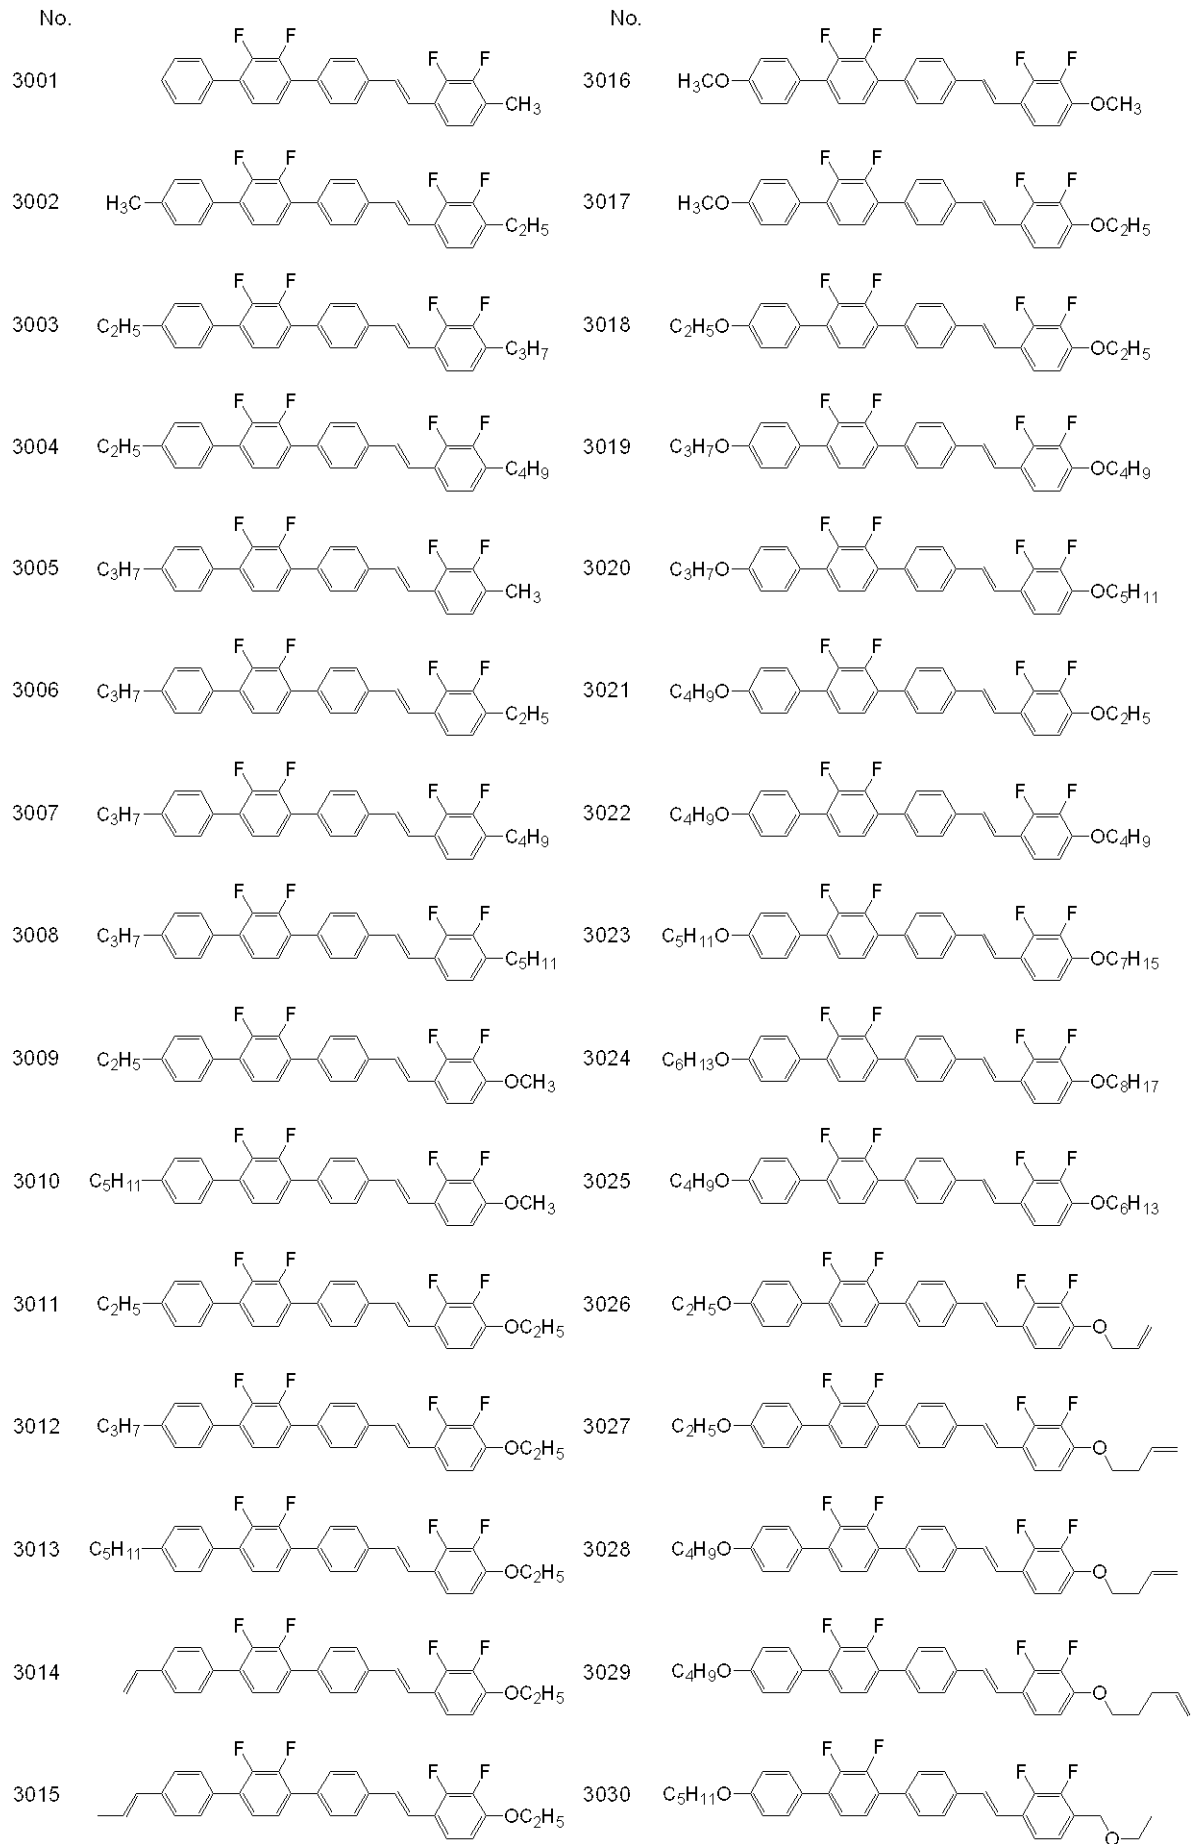 No.
3001 F F F F CH3
3002 H3C F F F F C2H5
3003 C2H5 F F F F C3H7
3004 C2H5 F F F F C4H9
3005 C3H7 F F F F CH3
3006 C3H7 F F F F C2H5
3007 C3H7 F F F F C4H9
3008 C3H7 F F F F C5H11
3009 C2H5 F F F F OCH3
3010 C5H11 F F F F OCH3
3011 C2H5 F F F F OC2H5
3012 C3H7 F F F F OC2H5
3013 C5H11 F F F F OC2H5
3014 F F F F OC2H5
3015 F F F F OC2H5
No.
3016 H3CO F F F F OCH3
3017 H3CO F F F F OC2H5
3018 C2H5O F F F F OC2H5
3019 C3H7O F F F F OC4H9
3020 C3H7O F F F F OC5H11
3021 C4H9O F F F F OC2H5
3022 C4H9O F F F F OC4H9
3023 C5H11O F F F F OC7H15
3024 C6H13O F F F F OC8H17
3025 C4H9O F F F F OC6H13
3026 C2H5O F F F F O
3027 C2H5O F F F F O
3028 C4H9O F F F F O
3029 C4H9O F F F F O
3030 C5H11O F F F F O